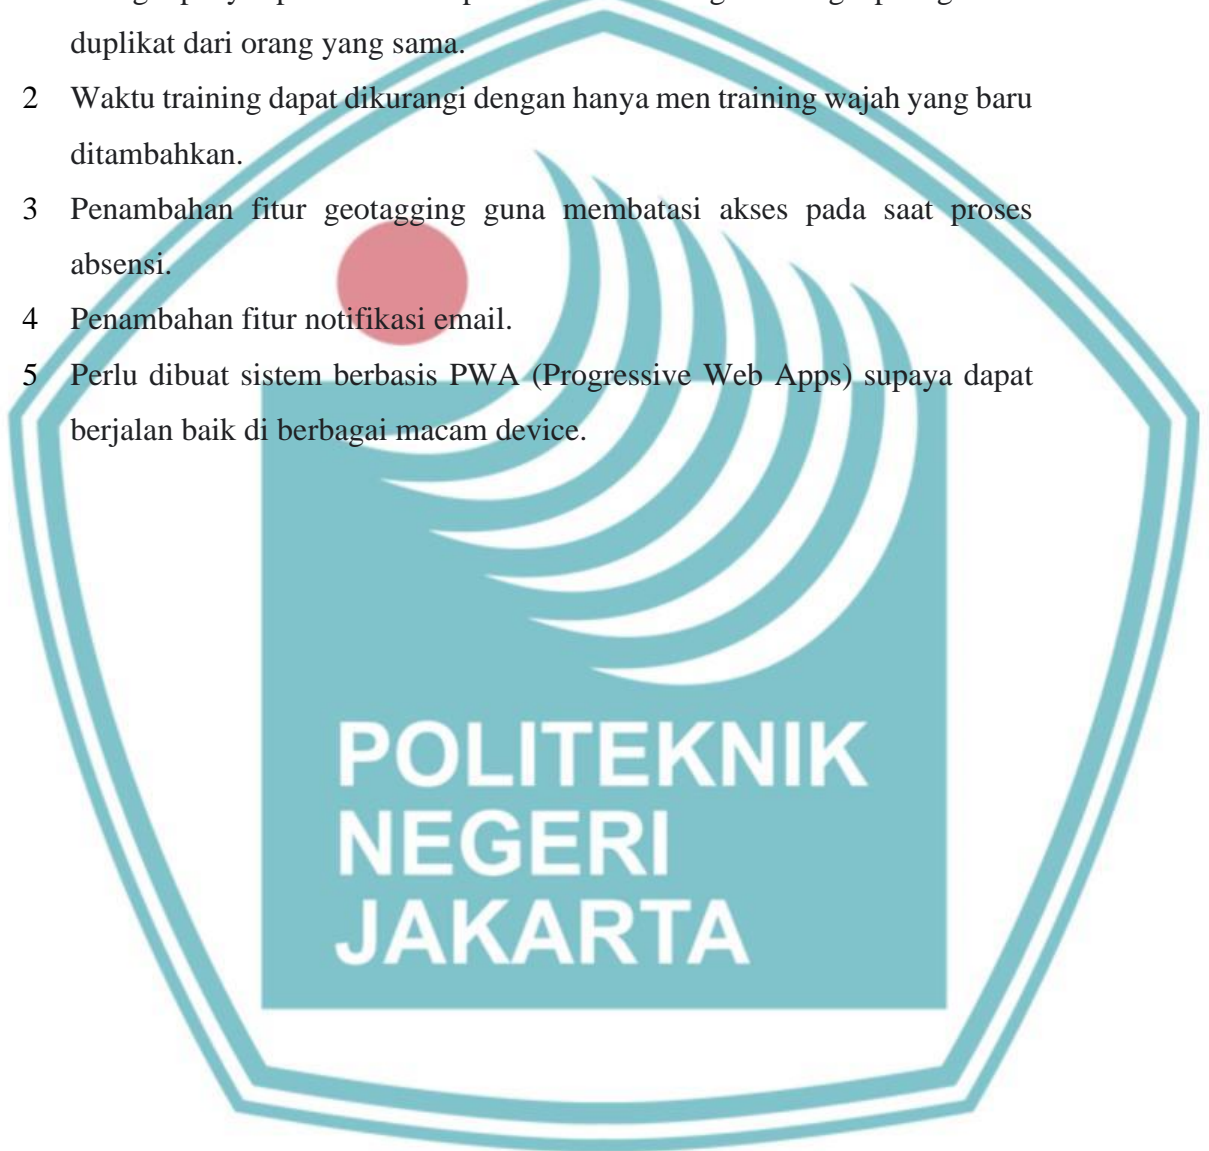 duplikat dari orang yang sama.
2 Waktu training dapat dikurangi dengan hanya men training wajah yang baru
ditambahkan.
3 Penambahan fitur geotagging guna membatasi akses pada saat proses
absensi.
4 Penambahan fitur notifikasi email.
5 Perlu dibuat sistem berbasis PWA (Progressive Web Apps) supaya dapat
berjalan baik di berbagai macam device.
POLITEKNIK
NEGERI
JAKARTA